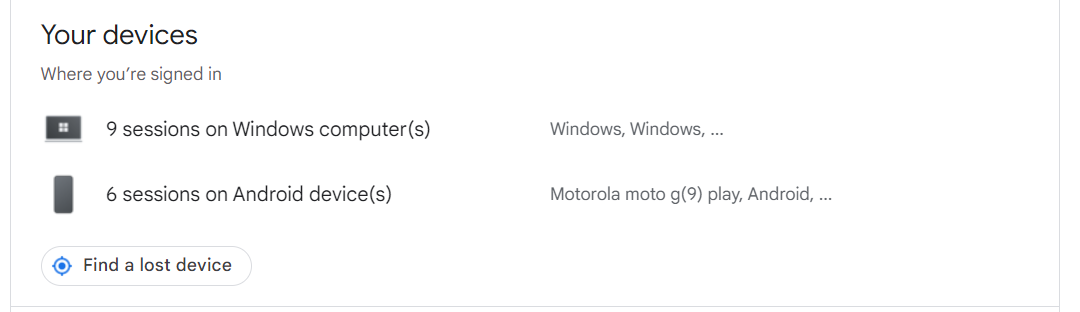 Your devices
Where you’re signed in
9 sessions on Windows computer(s) Windows, Windows, ...
6 sessions on Android device(s) Motorola moto g(9) play, Android, ...
Find a lost device